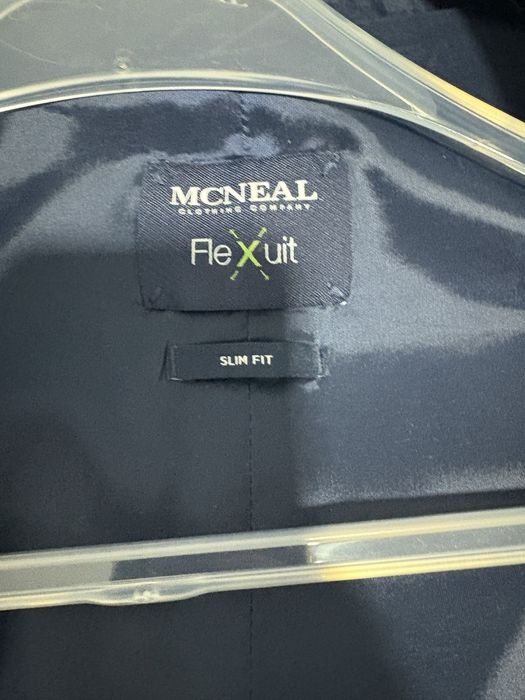 MCNEAL
CLOTHING COMPANY
FleXuit
SLIM FIT